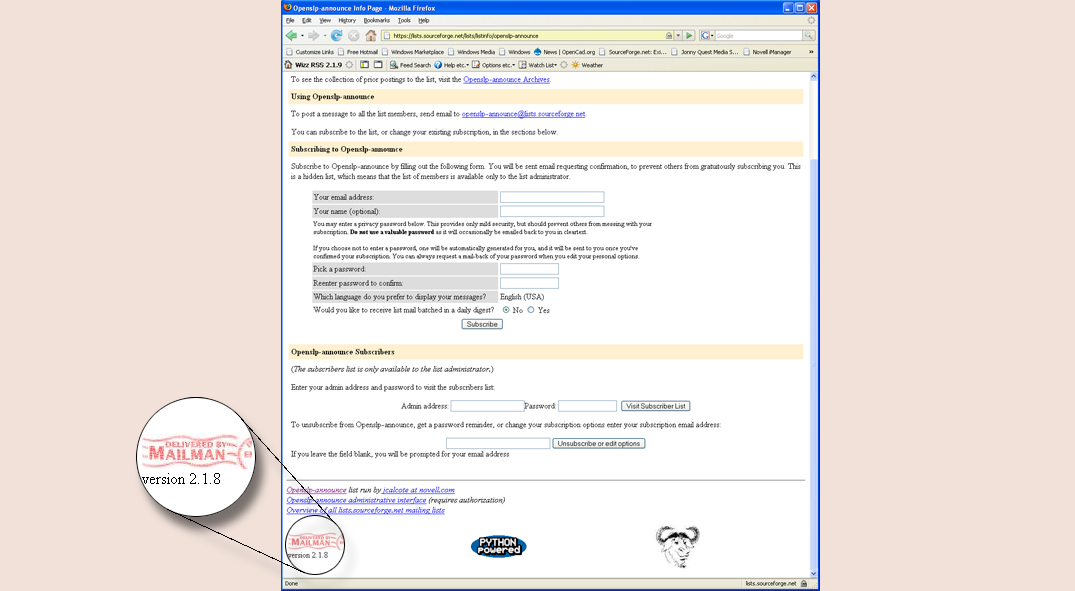 Openslp-announce Info Page - Mozilla Firefox
File Edit View History Bookmarks Tools Help
https://lists.sourceforge.net/lists/listinfo/openslp-announce Google
Customize Links Free Hotmail Windows Marketplace Windows Media Windows News | OpenCad.org SourceForge.net: Exi... Jonny Quest Media S... Novell iManager »
Wizz RSS 2.1.9 Feed Search Help etc. Options etc. Watch List Weather
To see the collection of prior postings to the list, visit the Openslp-announce Archives.
Using Openslp-announce
To post a message to all the list members, send email to openslp-announce@lists.sourceforge.net.
You can subscribe to the list, or change your existing subscription, in the sections below.
Subscribing to Openslp-announce
Subscribe to Openslp-announce by filling out the following form. You will be sent email requesting confirmation, to prevent others from gratuitously subscribing you. This
is a hidden list, which means that the list of members is available only to the list administrator.
Your email address:
Your name (optional):
You may enter a privacy password below. This provides only mild security, but should prevent others from messing with your
subscription. Do not use a valuable password as it will occasionally be emailed back to you in cleartext.
If you choose not to enter a password, one will be automatically generated for you, and it will be sent to you once you've
confirmed your subscription. You can always request a mail-back of your password when you edit your personal options.
Pick a password:
Reenter password to confirm:
Which language do you prefer to display your messages? English (USA)
Would you like to receive list mail batched in a daily digest? No Yes
Subscribe
Openslp-announce Subscribers
(The subscribers list is only available to the list administrator.)
Enter your admin address and password to visit the subscribers list:
Admin address: Password: Visit Subscriber List
To unsubscribe from Openslp-announce, get a password reminder, or change your subscription options enter your subscription email address:
Unsubscribe or edit options
If you leave the field blank, you will be prompted for your email address
DELIVERED BY
MAILMAN
version 2.1.8
Openslp-announce list run by jcalcote at novell.com
Openslp-announce administrative interface (requires authorization)
Overview of all lists.sourceforge.net mailing lists
DELIVERED BY
MAILMAN
version 2.1.8
PYTHON
Powered
Done lists.sourceforge.net